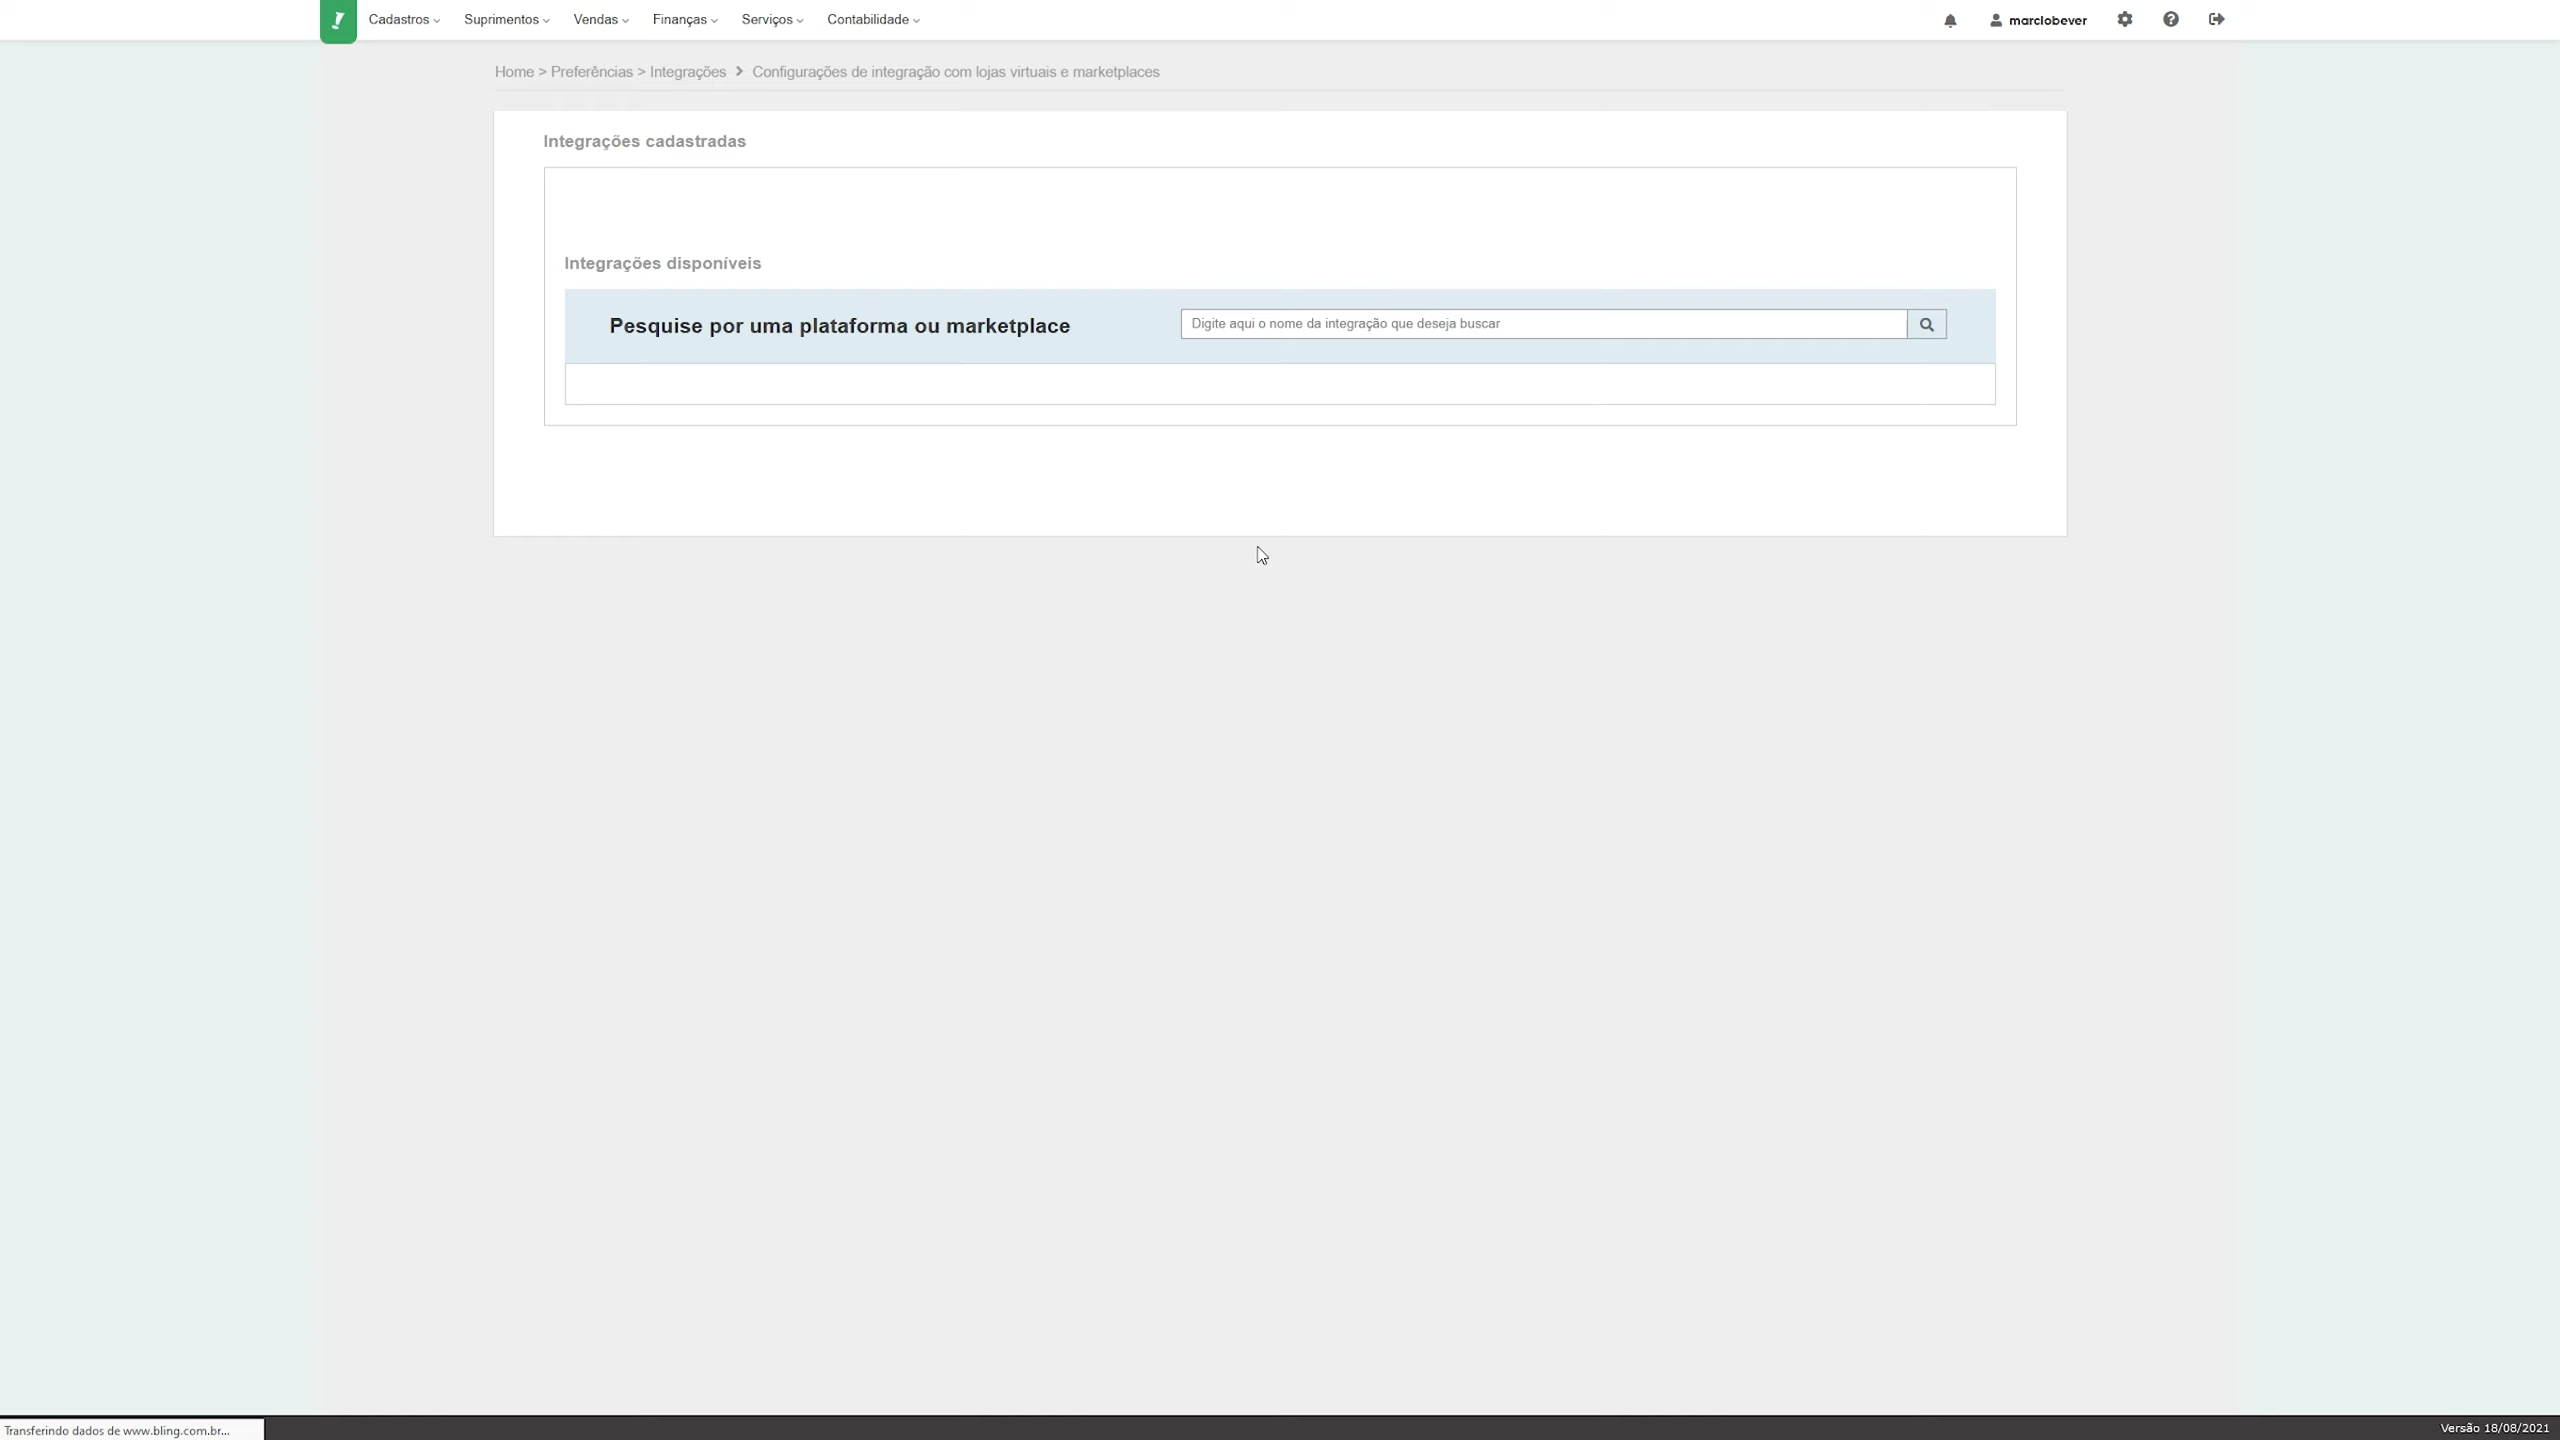 Cadastros Suprimentos Vendas Finanças Serviços Contabilidade marciobever
Home > Preferências > Integrações > Configurações de integração com lojas virtuais e marketplaces
Integrações cadastradas
Integrações disponíveis
Pesquise por uma plataforma ou marketplace
Digite aqui o nome da integração que deseja buscar
Transferindo dados de www.bling.com.br...
Versão 18/08/2021